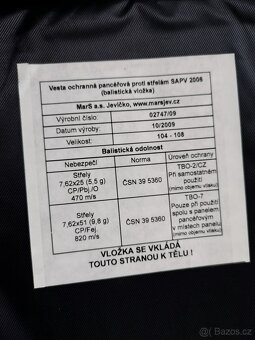 Vesta ochranná pancéřová proti střelám SAPV 2006
(balistická vložka)
MarS a.s. Jevíčko, www.marsjev.cz
Výrobní číslo: 02747/09
Datum výroby: 10/2009
Velikost: 104 - 108
Balistická odolnost
Nebezpečí Norma Úroveň ochrany
Střely
7,62x25 (5,5 g)
CP/Pbj./O
470 m/s
ČSN 39 5360
TBO-2/CZ
Při samostatném
použití
(mimo objemu vlaku)
Střely
7,62x51 (9,8 g)
CP/Fej.
820 m/s
ČSN 39 5360
TBO-7
Pouze při použití
spolu s panelem
pancéřovým
v místech panelu
(mimo objemu vlaku)
VLOŽKA SE VKLÁDÁ
TOUTO STRANOU K TĚLU !
Bazos.cz